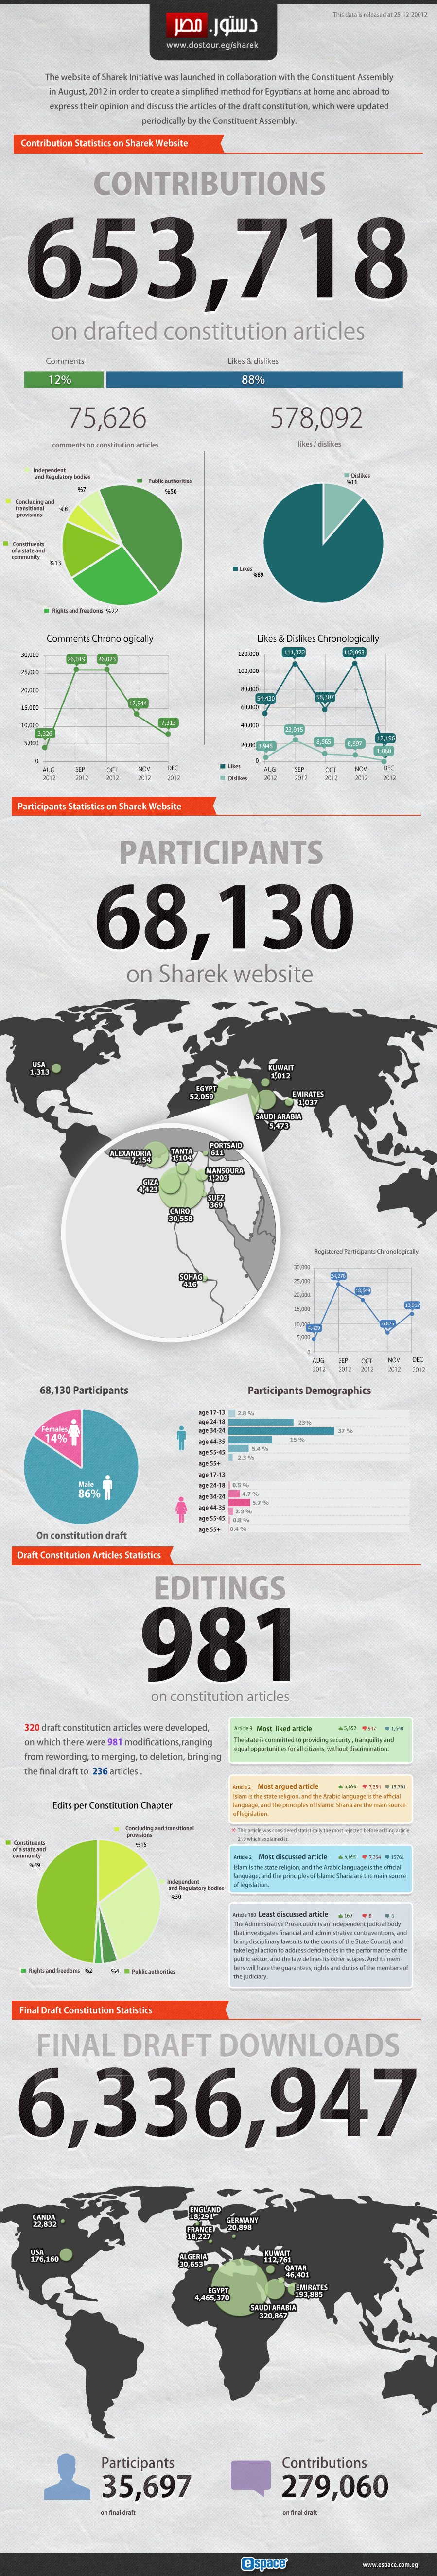 This data is released at 25-12-20012
دستور. مصر
www.dostour.eg/sharek
The website of Sharek Initiative was launched in collaboration with the Constituent Assembly
in August, 2012 in order to create a simplified method for Egyptians at home and abroad to
express their opinion and discuss the articles of the draft constitution, which were updated
periodically by the Constituent Assembly.
Contribution Statistics on Sharek Website
CONTRIBUTIONS
653,718
on drafted constitution articles
Comments
Likes & dislikes
12%
88%
75,626
578,092
comments on constitution articles
likes / dislikes
Independent
and Regulatory bodies
%7
Public authorities
%50
Concluding and
transitional
provisions
%8
Constituents
of a state and
community
%13
Rights and freedoms %22
Dislikes
%11
Likes
%89
Comments Chronologically
30,000
25,000
20,000
15,000
10,000
5,000
0
3,326
26,019
26,023
12,944
7,313
AUG
2012
SEP
2012
OCT
2012
NOV
2012
DEC
2012
Likes & Dislikes Chronologically
120,000
100,000
80,000
60,000
40,000
20,00
0
54,430
111,372
58,307
112,093
17,196
3,948
23,945
8,565
6,897
1,060
Likes
Dislikes
AUG
2012
SEP
2012
OCT
2012
NOV
2012
DEC
2012
Participants Statistics on Sharek Website
PARTICIPANTS
68,130
on Sharek website
USA
1,313
EGYPT
52,059
KUWAIT
1,012
EMIRATES
1,037
SAUDI ARABIA
5,473
ALEXANDRIA
7,154
TANTA
1,104
PORTSAID
611
MANSOURA
1,203
GIZA
4,423
SUEZ
369
CAIRO
30,558
SOHAG
416
Registered Participants Chronologically
30,000
25,000
20,000
15,000
10,000
5,000
0
4,409
24,278
18,649
6,875
13,917
AUG
2012
SEP
2012
OCT
2012
NOV
2012
DEC
2012
68,130 Participants
Females
14%
Male
86%
On constitution draft
Participants Demographics
age 17-13 2.8 %
age 24-18 23%
age 34-24 37 %
age 44-35 15 %
age 55-45 5.4 %
age 55+ 2.3 %
age 17-13
age 24-18 0.5 %
age 34-24 4.7 %
age 44-35 5.7 %
2.3 %
age 55-45 0.8 %
age 55+ 0.4 %
Draft Constitution Articles Statistics
EDITINGS
981
on constitution articles
320 draft constitution articles were developed,
on which there were 981 modifications,ranging
from rewording, to merging, to deletion, bringing
the final draft to 236 articles .
Edits per Constitution Chapter
Constituents
of a state and
community
%49
Concluding and transitional
provisions
%15
Independent
and Regulatory bodies
%30
Rights and freedoms %2
%4 Public authorities
Article 9 Most liked article 5,852 547 1,648
The state is committed to providing security , tranquility and
equal opportunities for all citizens, without discrimination.
Article 2 Most argued article 5,699 7,354 15,761
Islam is the state religion, and the Arabic language is the official
language, and the principles of Islamic Sharia are the main source
of legislation.
* This article was considered statistically the most rejected before adding article
219 which explained it.
Article 2 Most discussed article 5,699 7,354 15761
Islam is the state religion, and the Arabic language is the official
language, and the principles of Islamic Sharia are the main source
of legislation.
Article 180 Least discussed article 169 8 6
The Administrative Prosecution is an independent judicial body
that investigates financial and administrative contraventions, and
bring disciplinary lawsuits to the courts of the State Council, and
take legal action to address deficiencies in the performance of the
public sector, and the law defines its other scopes. And its mem-
bers will have the guarantees, rights and duties of the members of
the judiciary.
Final Draft Constitution Statistics
FINAL DRAFT DOWNLOADS
6,336,947
CANDA
22,832
USA
176,160
ENGLAND
18,291
FRANCE
18,227
GERMANY
20,898
ALGERIA
30,653
KUWAIT
112,761
QATAR
46,401
EGYPT
4,465,370
EMIRATES
193,885
SAUDI ARABIA
320,867
Participants
35,697
on final draft
Contributions
279,060
on final draft
espace
www.espace.com.eg